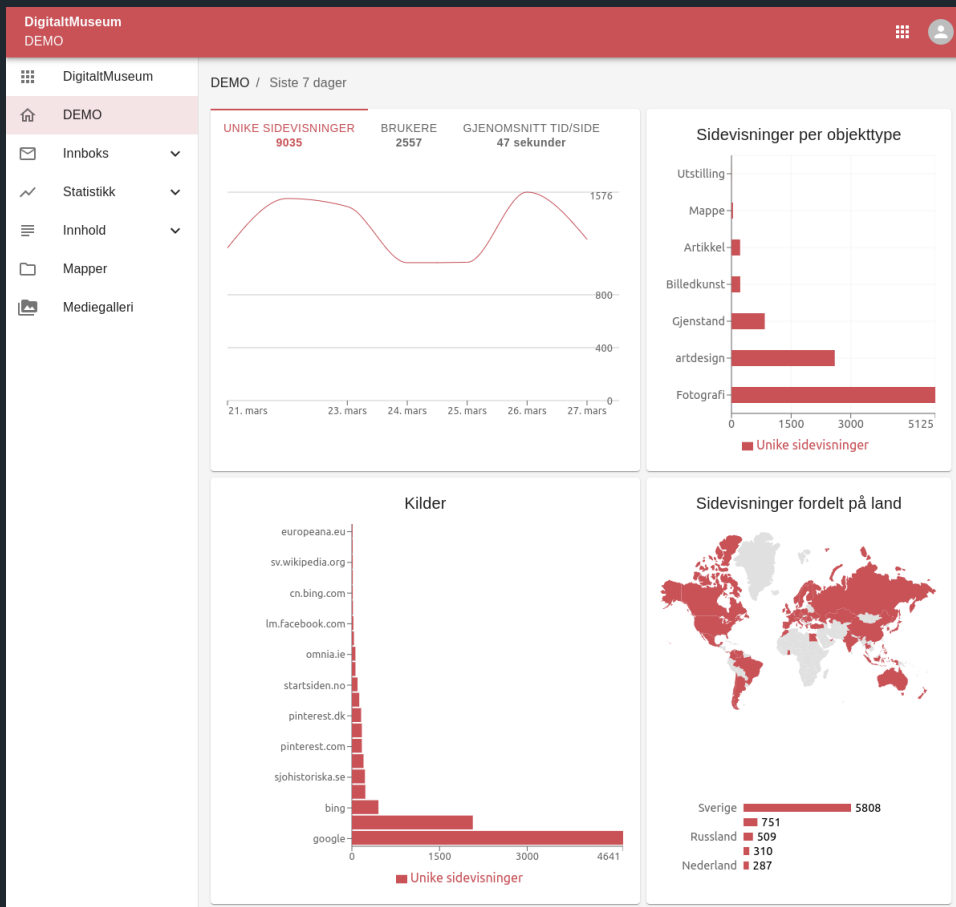 DigitaltMuseum
DEMO
DigitaltMuseum
DEMO
Innboks
Statistikk
Innhold
Mapper
Mediegalleri
DEMO / Siste 7 dager
UNIKE SIDEVISNINGER BRUKERE GJENOMSNITT TID/SIDE
9035 2557 47 sekunder
1576
800
400
0
21. mars 23. mars 24. mars 25. mars 26. mars 27. mars
Sidevisninger per objekttype
Utstilling
Mappe
Artikkel
Billedkunst
Gjenstand
artdesign
Fotografi
0 1500 3000 5125
Unike sidevisninger
Kilder
europeana.eu
sv.wikipedia.org
cn.bing.com
lm.facebook.com
omnia.ie
startsiden.no
pinterest.dk
pinterest.com
sjohistoriska.se
bing
google
0 1500 3000 4641
Unike sidevisninger
Sidevisninger fordelt på land
Sverige 5808
751
Russland 509
310
Nederland 287